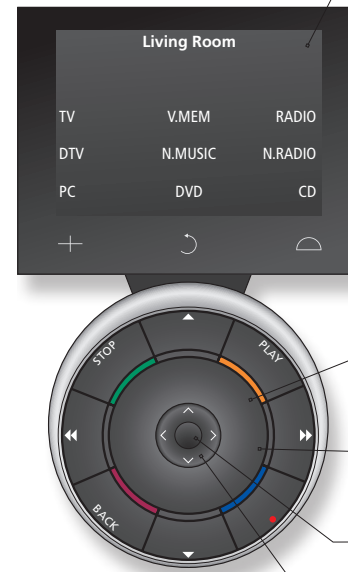 Living Room
TV V.MEM RADIO
DTV N.MUSIC N.RADIO
PC DVD CD
STOP PLAY
BACK